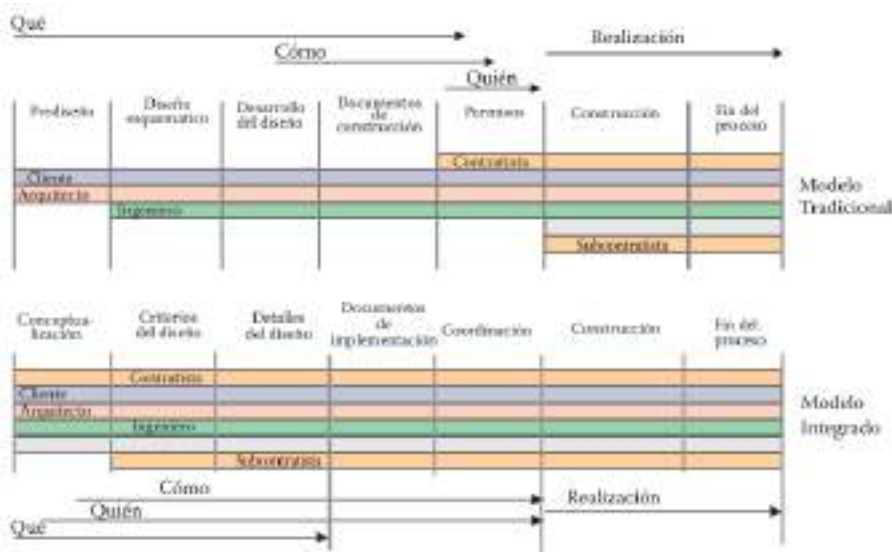 Qué
Cómo
Realización
Quién
Prediseño
Diseño
esquemático
Desarrollo
del diseño
Documentos
de
construcción
Permisos
Construcción
Fin del
proceso
Contratista
Cliente
Arquitecto
Ingeniero
Subcontratista
Modelo
Tradicional
Conceptua-
lización
Criterios
del diseño
Detalles
del diseño
Documentos
de
implementación
Coordinación
Construcción
Fin del
proceso
Contratista
Cliente
Arquitecto
Ingeniero
Subcontratista
Modelo
Integrado
Cómo
Realización
Quién
Qué